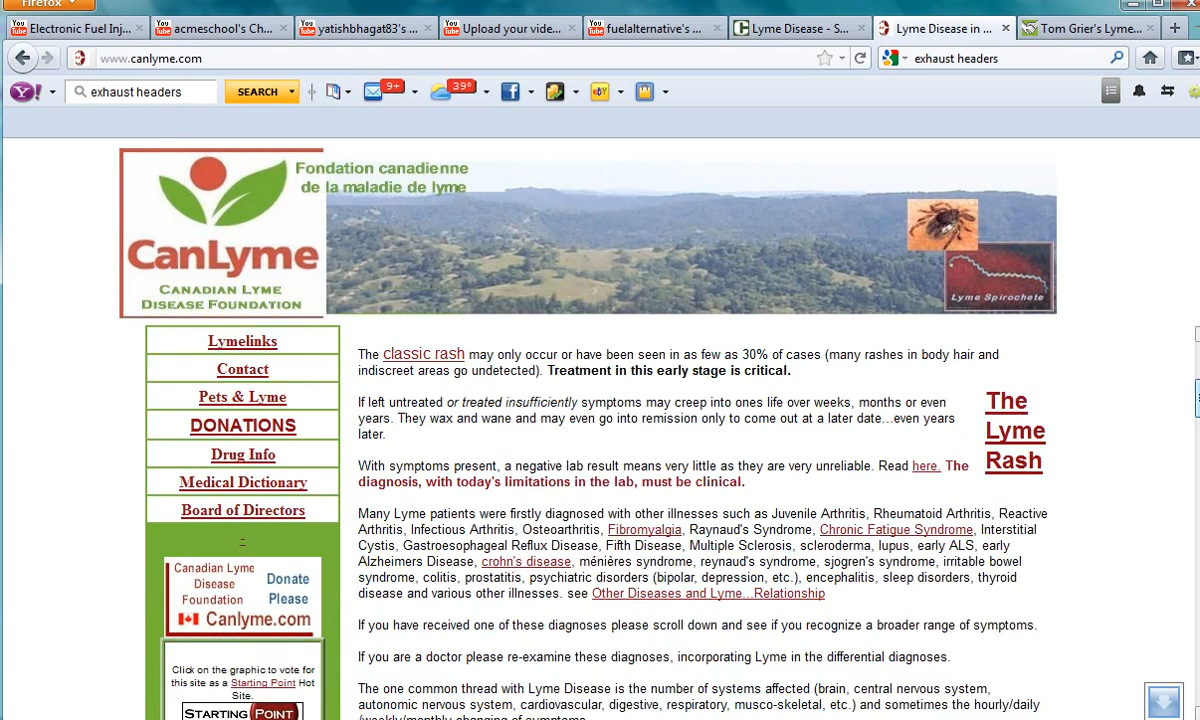 Firefox
Electronic Fuel Inj...
acmeschool's Ch...
yatishbhagat83's ...
Upload your vide...
fuelalternative's ...
Lyme Disease - S...
Lyme Disease in ...
Tom Grier's Lyme...
www.canlyme.com
exhaust headers
exhaust headers
SEARCH
9+
39°
Fondation canadienne
de la maladie de lyme
CanLyme
Canadian Lyme
Disease Foundation
Lyme Spirochete
Lymelinks
Contact
Pets & Lyme
DONATIONS
Drug Info
Medical Dictionary
Board of Directors
-
Canadian Lyme
Disease
Foundation
Donate
Please
Canlyme.com
Click on the graphic to vote for
this site as a Starting Point Hot
Site.
STARTING POINT
The classic rash may only occur or have been seen in as few as 30% of cases (many rashes in body hair and
indiscreet areas go undetected). Treatment in this early stage is critical.
If left untreated or treated insufficiently symptoms may creep into ones life over weeks, months or even
years. They wax and wane and may even go into remission only to come out at a later date...even years
later.
The
Lyme
Rash
With symptoms present, a negative lab result means very little as they are very unreliable. Read here. The
diagnosis, with today's limitations in the lab, must be clinical.
Many Lyme patients were firstly diagnosed with other illnesses such as Juvenile Arthritis, Rheumatoid Arthritis, Reactive
Arthritis, Infectious Arthritis, Osteoarthritis, Fibromyalgia, Raynaud's Syndrome, Chronic Fatigue Syndrome, Interstitial
Cystis, Gastroesophageal Reflux Disease, Fifth Disease, Multiple Sclerosis, scleroderma, lupus, early ALS, early
Alzheimers Disease, crohn's disease, ménières syndrome, reynaud's syndrome, sjogren's syndrome, irritable bowel
syndrome, colitis, prostatitis, psychiatric disorders (bipolar, depression, etc.), encephalitis, sleep disorders, thyroid
disease and various other illnesses. see Other Diseases and Lyme...Relationship
If you have received one of these diagnoses please scroll down and see if you recognize a broader range of symptoms.
If you are a doctor please re-examine these diagnoses, incorporating Lyme in the differential diagnoses.
The one common thread with Lyme Disease is the number of systems affected (brain, central nervous system,
autonomic nervous system, cardiovascular, digestive, respiratory, musco-skeletal, etc.) and sometimes the hourly/daily
/weekly/monthly changing of symptoms.